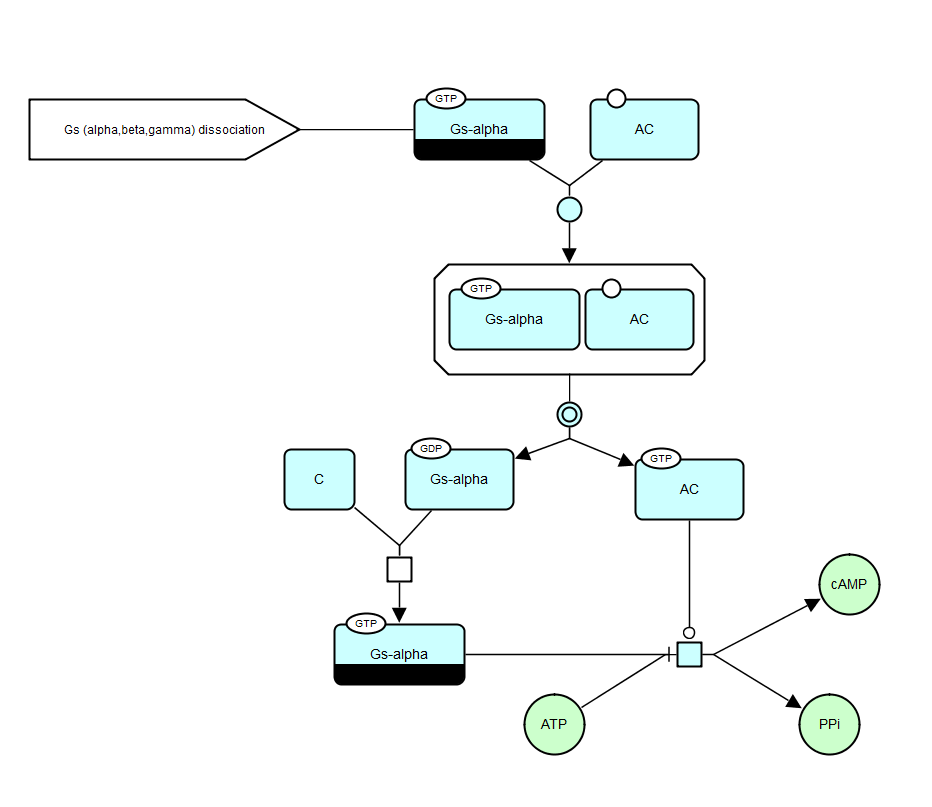 GTP
Gs (alpha,beta,gamma) dissociation
Gs-alpha
AC
GTP
Gs-alpha
AC
GDP
C
Gs-alpha
GTP
AC
GTP
Gs-alpha
cAMP
ATP
PPi